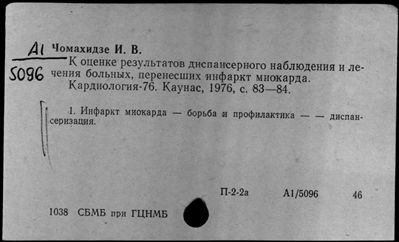 А1 Чомахидзе И. В.
5096
К оценке результатов диспансерного наблюдения и ле-
чения больных, перенесших инфаркт миокарда.
Кардиология-76. Каунас, 1976, с. 83—84.
1. Инфаркт миокарда — борьба и профилактика — — диспан-
серизация.
П-2-2а А1/5096 46
1038 СБМБ при ГЦНМБ